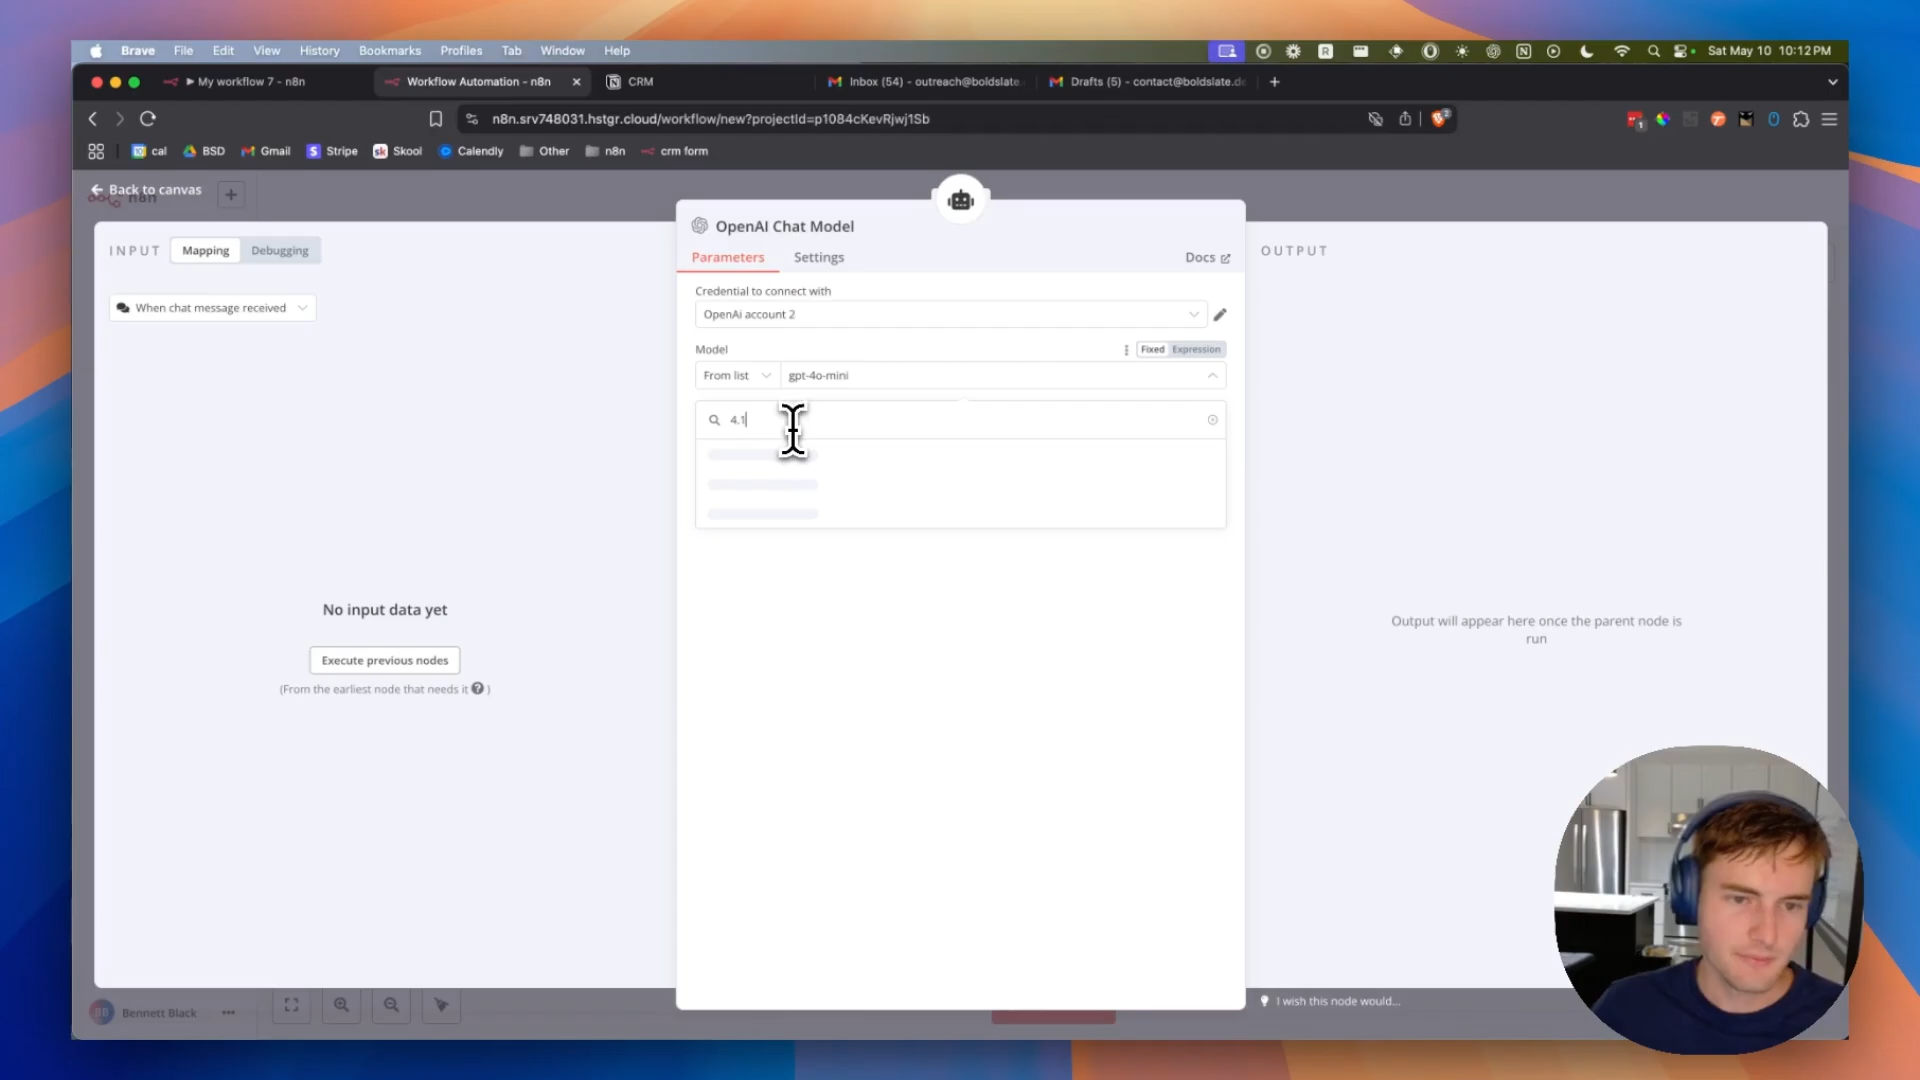 Brave File Edit View History Bookmarks Profiles Tab Window Help
Sat May 10 10:12 PM
My workflow 7 - n8n
Workflow Automation - n8n
CRM
Inbox (54) - outreach@boldslate.
Drafts (5) - contact@boldslate.de
n8n.srv748031.hstgr.cloud/workflow/new?projectId=p1084cKevRjwj1Sb
cal BSD Gmail Stripe Skool Calendly Other n8n crm form
Back to canvas
n8n
INPUT Mapping Debugging
When chat message received
No input data yet
Execute previous nodes
(From the earliest node that needs it ? )
OpenAI Chat Model
Parameters Settings Docs
Credential to connect with
OpenAi account 2
Model Fixed Expression
From list gpt-4o-mini
4.1
OUTPUT
Output will appear here once the parent node is
run
I wish this node would...
BB Bennett Black